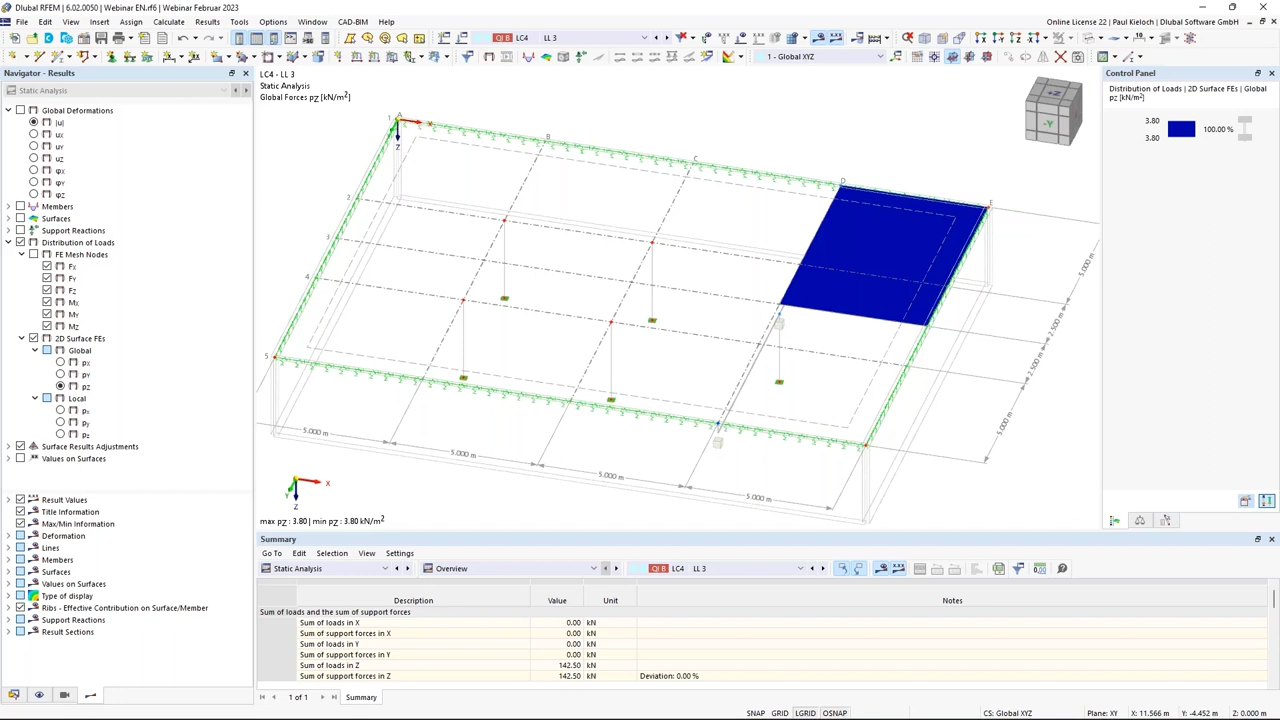 Dlubal RFEM | 6.02.0050 | Webinar EN.rf6 | Webinar Februar 2023
File Edit View Insert Assign Calculate Results Tools Options Window CAD-BIM Help
Online License 22 | Paul Kieloch | Dlubal Software GmbH
QI B LC4 LL 3
1 - Global XYZ
Navigator - Results
Static Analysis
Global Deformations
|u|
uX
uY
uZ
φX
φY
φZ
Members
Surfaces
Support Reactions
Distribution of Loads
FE Mesh Nodes
FX
FY
FZ
MX
MY
MZ
2D Surface FEs
Global
pX
pY
pZ
Local
px
py
pz
Surface Results Adjustments
Values on Surfaces
Result Values
Title Information
Max/Min Information
Deformation
Lines
Members
Surfaces
Values on Surfaces
Type of display
Ribs - Effective Contribution on Surface/Member
Support Reactions
Result Sections
LC4 - LL 3
Static Analysis
Global Forces pZ [kN/m²]
+Z
-Y
A
B
C
D
E
1
2
3
4
5
X
Z
5.000 m
2.500 m
2.500 m
5.000 m
5.000 m
5.000 m
5.000 m
5.000 m
X
Y
Z
max pZ : 3.80 | min pZ : 3.80 kN/m²
Control Panel
Distribution of Loads | 2D Surface FEs | Global
pZ [kN/m²]
3.80
100.00 %
3.80
Summary
Go To Edit Selection View Settings
Static Analysis Overview QI B LC4 LL 3
Description Value Unit Notes
Sum of loads and the sum of support forces
Sum of loads in X 0.00 kN
Sum of support forces in X 0.00 kN
Sum of loads in Y 0.00 kN
Sum of support forces in Y 0.00 kN
Sum of loads in Z 142.50 kN
Sum of support forces in Z 142.50 kN Deviation: 0.00 %
1 of 1 Summary
SNAP GRID LGRID OSNAP CS: Global XYZ Plane: XY X: 11.566 m Y: -4.452 m Z: 0.000 m